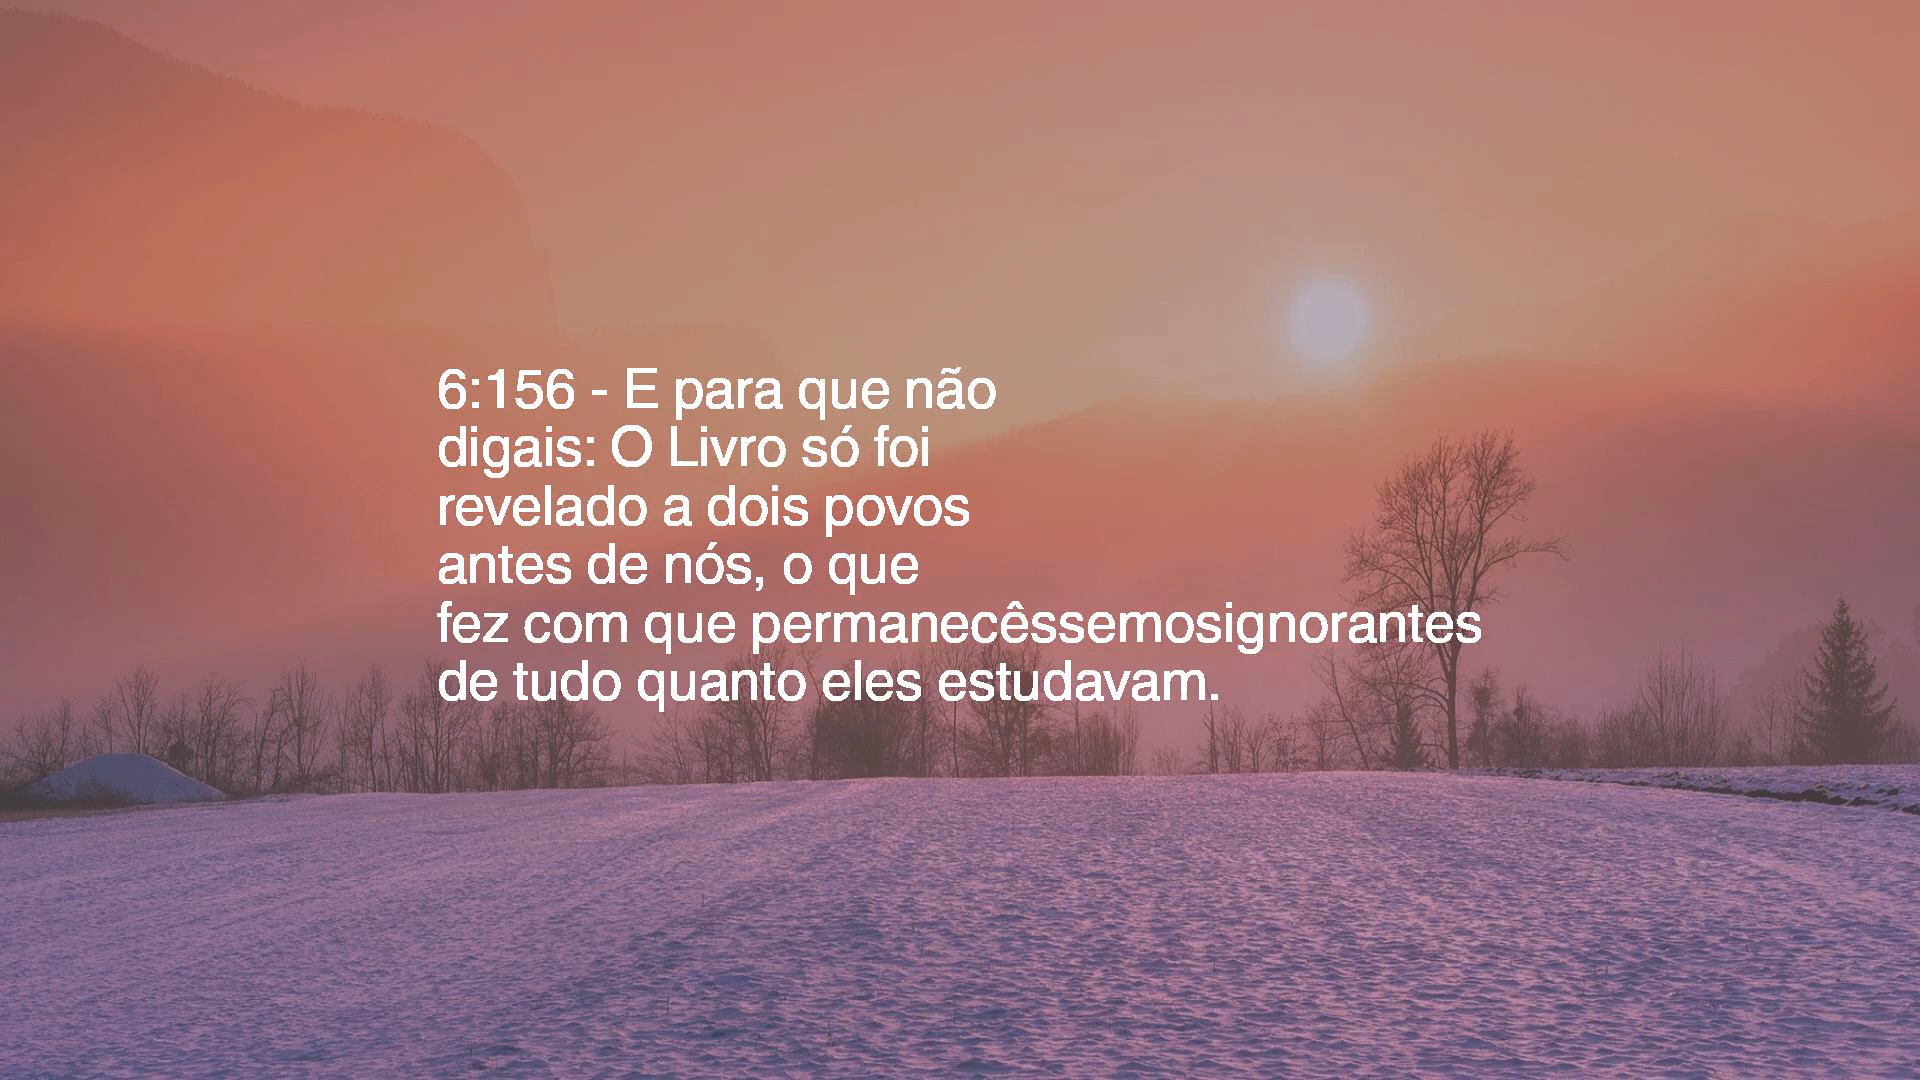 6:156 - E para que não
digais: O Livro só foi
revelado a dois povos
antes de nós, o que
fez com que permanecêssemosignorantes
de tudo quanto eles estudavam.